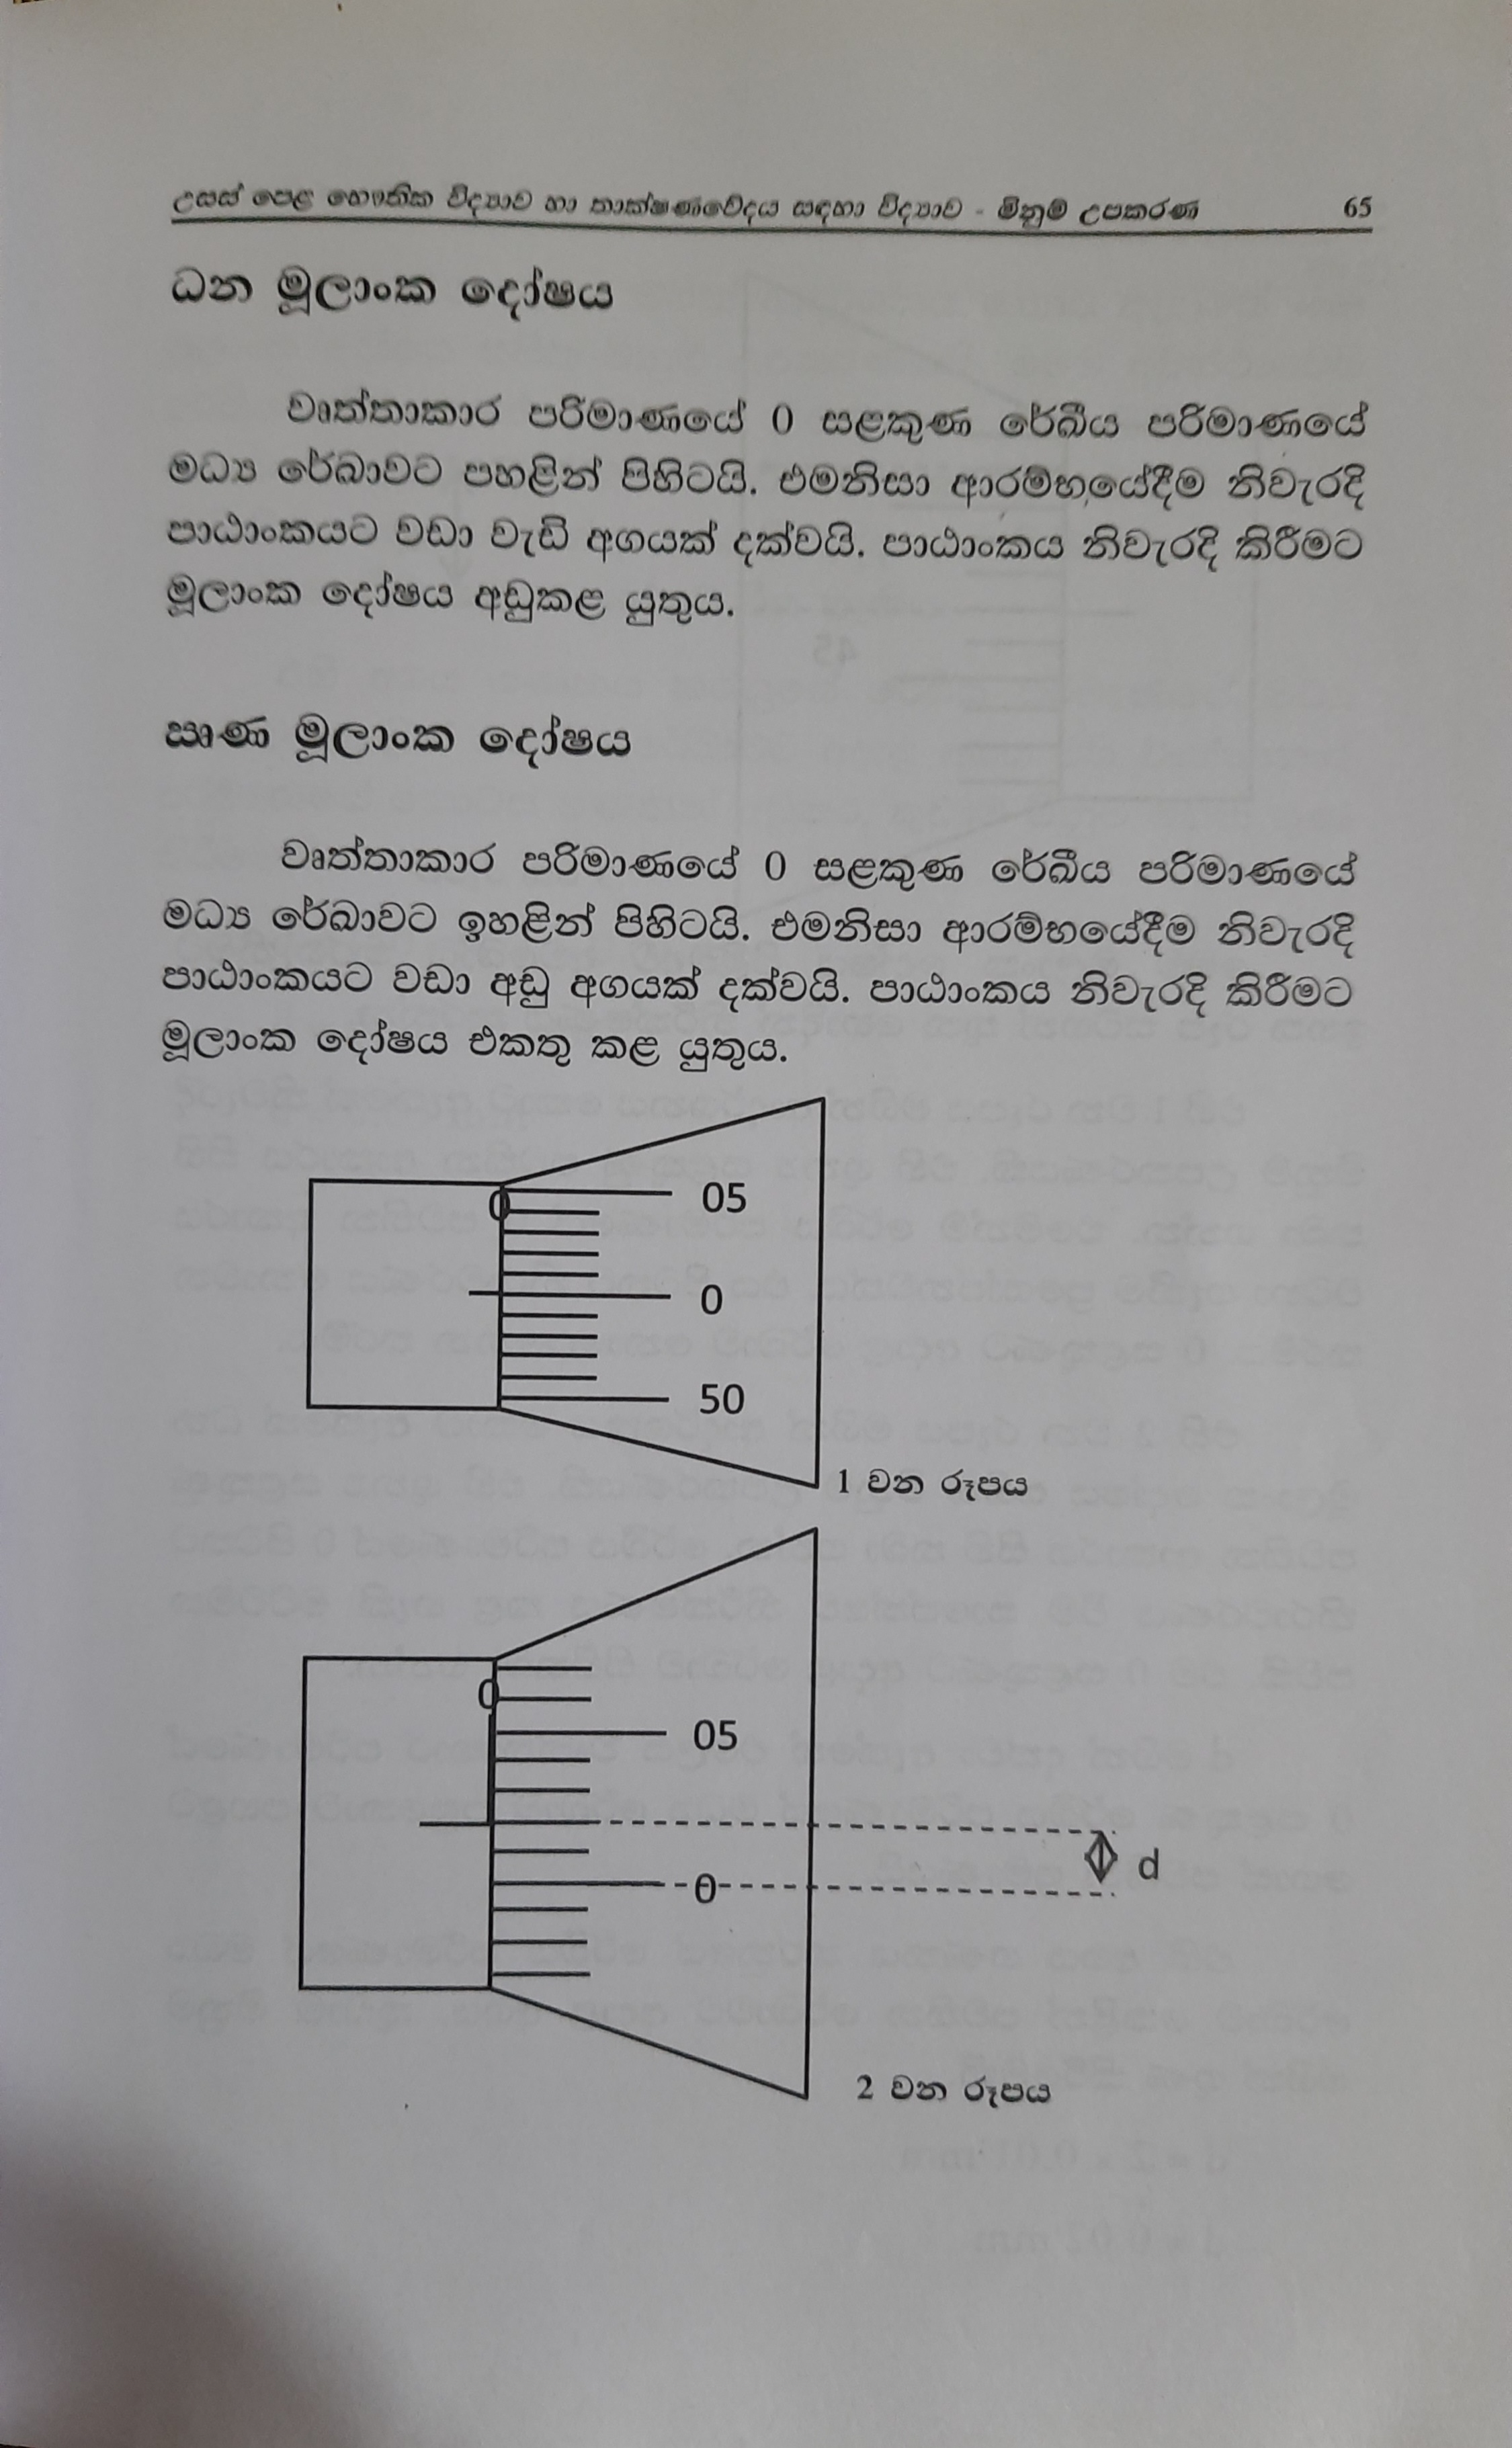 උසස් පෙළ භෞතික විද්‍යාව හා තාක්ෂණවේදය සඳහා විද්‍යාව - මිනුම් උපකරණ 65
ධන මූලාංක දෝෂය
වෘත්තාකාර පරිමාණයේ 0 සළකුණ රේඛීය පරිමාණයේ
මධ්‍ය රේඛාවට පහළින් පිහිටයි. එමනිසා ආරම්භයේදීම නිවැරදි
පාඨාංකයට වඩා වැඩි අගයක් දක්වයි. පාඨාංකය නිවැරදි කිරීමට
මූලාංක දෝෂය අඩුකළ යුතුය.
ඍණ මූලාංක දෝෂය
වෘත්තාකාර පරිමාණයේ 0 සළකුණ රේඛීය පරිමාණයේ
මධ්‍ය රේඛාවට ඉහළින් පිහිටයි. එමනිසා ආරම්භයේදීම නිවැරදි
පාඨාංකයට වඩා අඩු අගයක් දක්වයි. පාඨාංකය නිවැරදි කිරීමට
මූලාංක දෝෂය එකතු කළ යුතුය.
0 05
0
50
1 වන රූපය
0
05
d
0
2 වන රූපය